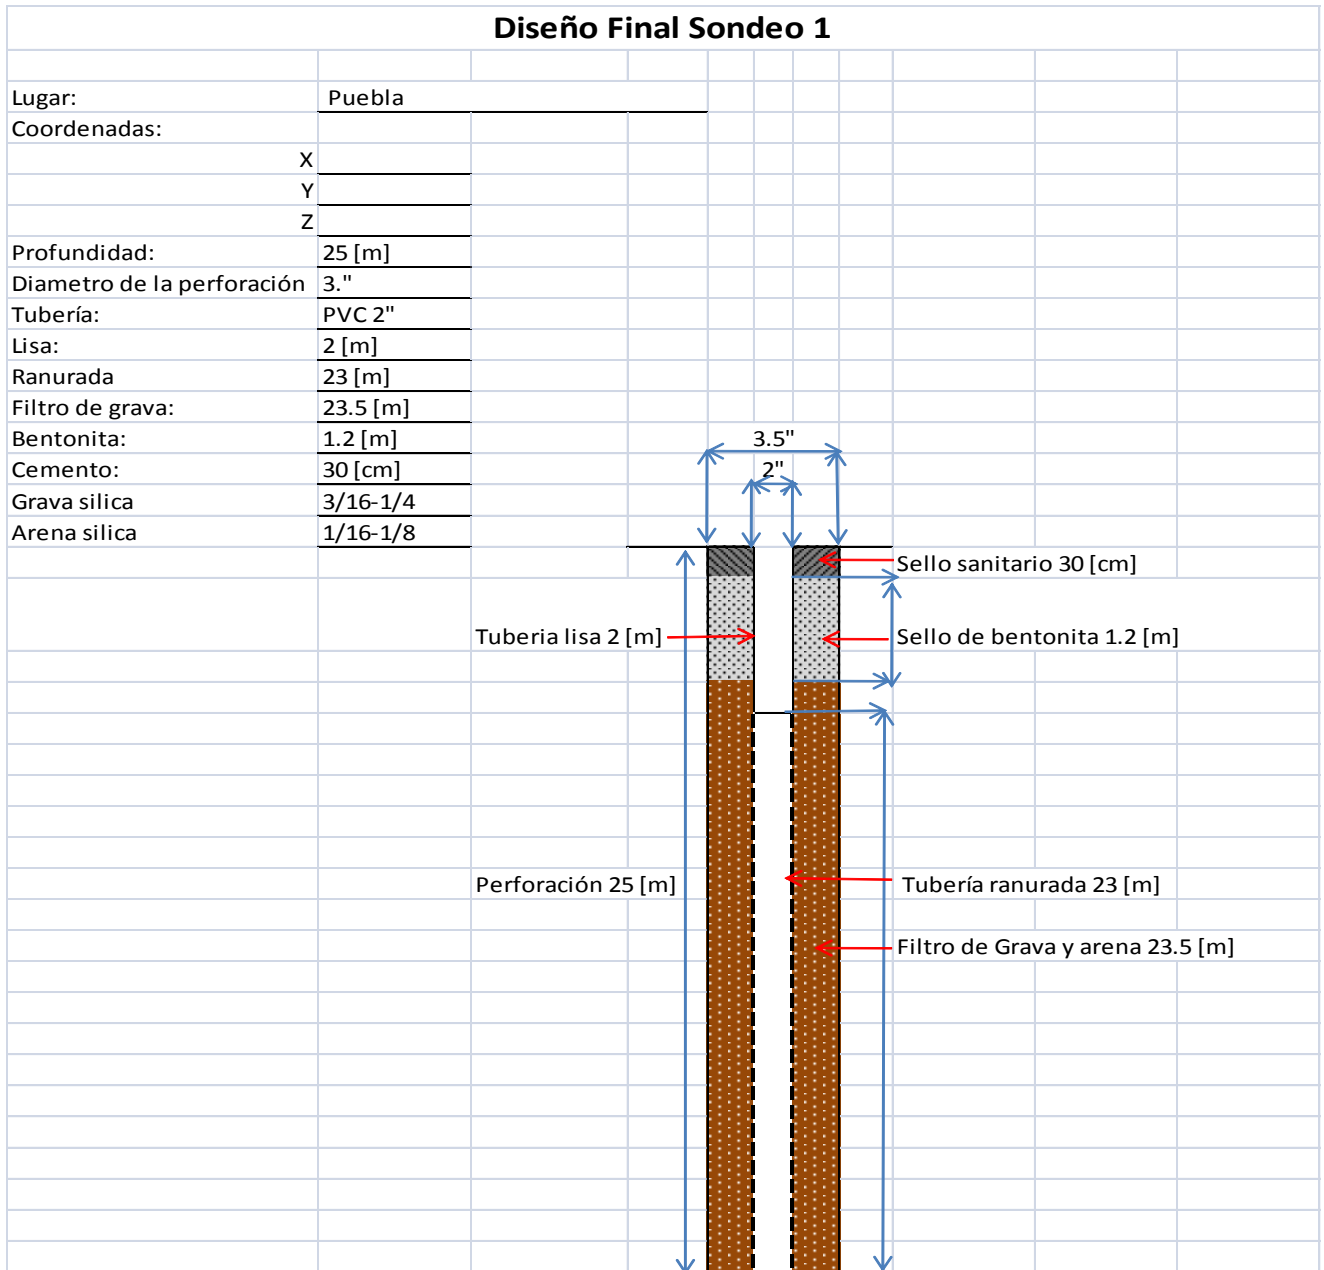 Diseño Final Sondeo 1
Lugar: Puebla
Coordenadas:
X
Y
Z
Profundidad: 25 [m]
Diametro de la perforación 3."
Tubería: PVC 2"
Lisa: 2 [m]
Ranurada 23 [m]
Filtro de grava: 23.5 [m]
Bentonita: 1.2 [m]
Cemento: 30 [cm]
Grava silica 3/16-1/4
Arena silica 1/16-1/8
3.5"
2"
Sello sanitario 30 [cm]
Tuberia lisa 2 [m]
Sello de bentonita 1.2 [m]
Perforación 25 [m]
Tubería ranurada 23 [m]
Filtro de Grava y arena 23.5 [m]